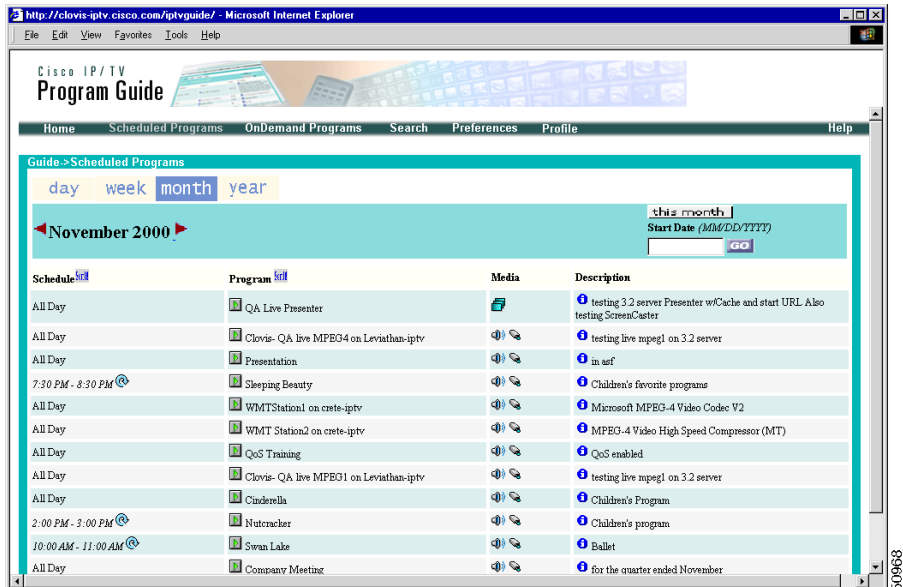 http://clovis-iptv.cisco.com/iptvguide/ - Microsoft Internet Explorer
File Edit View Favorites Tools Help
Cisco IP/TV
Program Guide
Home Scheduled Programs OnDemand Programs Search Preferences Profile Help
Guide->Scheduled Programs
day week month year
this month
November 2000
Start Date (MM/DD/YYYY)
GO
Schedule Sort! Program Sort! Media Description
All Day QA Live Presenter testing 3.2 server Presenter w/Cache and start URL Also
testing ScreenCaster
All Day Clovis- QA live MPEG4 on Leviathan-iptv testing live mpeg1 on 3.2 server
All Day Presentation in asf
7:30 PM - 8:30 PM Sleeping Beauty Children's favorite programs
All Day WMTStation1 on crete-iptv Microsoft MPEG-4 Video Codec V2
All Day WMT Station2 on crete-iptv MPEG-4 Video High Speed Compressor (MT)
All Day QoS Training QoS enabled
All Day Clovis- QA live MPEG1 on Leviathan-iptv testing live mpeg1 on 3.2 server
All Day Cinderella Children's Program
2:00 PM - 3:00 PM Nutcracker Children's program
10:00 AM - 11:00 AM Swan Lake Ballet
All Day Company Meeting for the quarter ended November